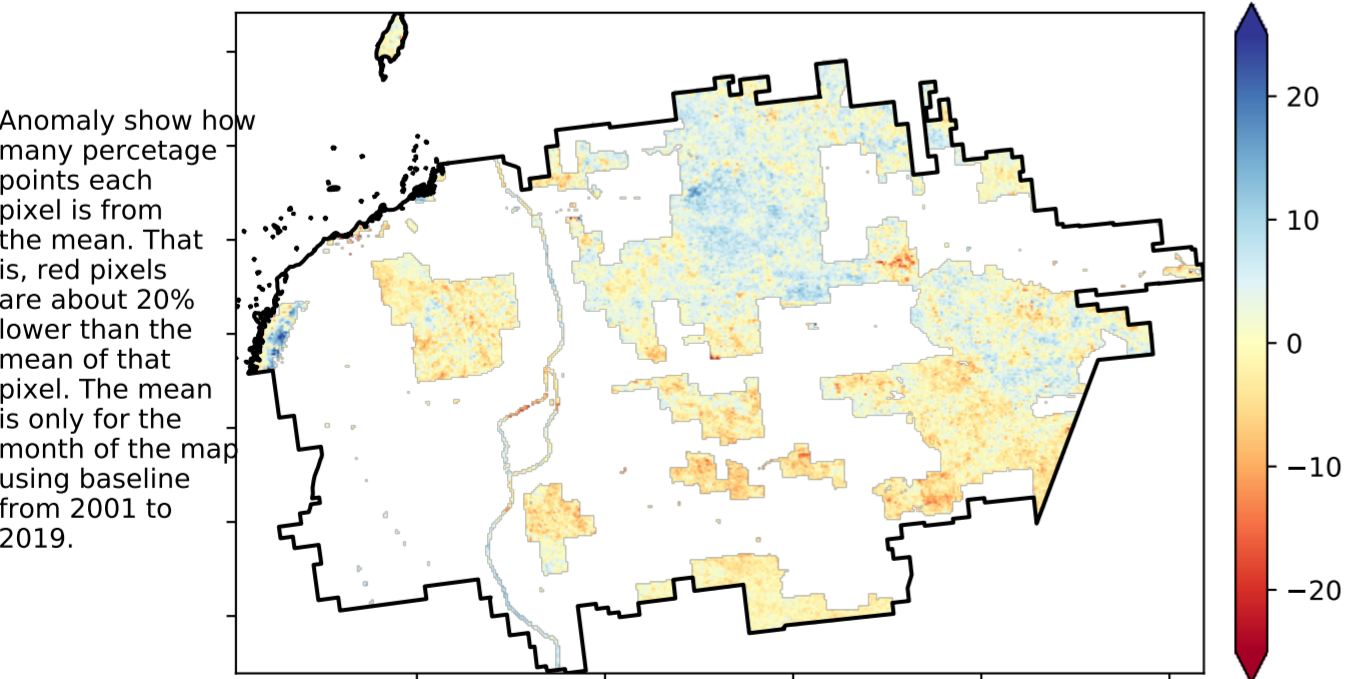 Anomaly show how
many percetage
points each
pixel is from
the mean. That
is, red pixels
are about 20%
lower than the
mean of that
pixel. The mean
is only for the
month of the map
using baseline
from 2001 to
2019.
20
10
0
−10
−20